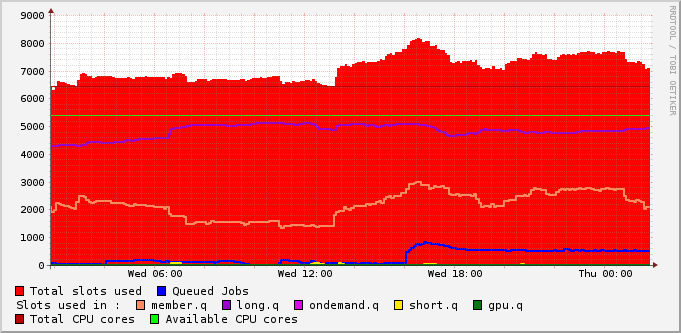 9000
8000
7000
6000
5000
4000
3000
2000
1000
0
Wed 06:00 Wed 12:00 Wed 18:00 Thu 00:00
RRDTOOL / TOBI OETIKER
Total slots used Queued Jobs
Slots used in : member.q long.q ondemand.q short.q gpu.q
Total CPU cores Available CPU cores